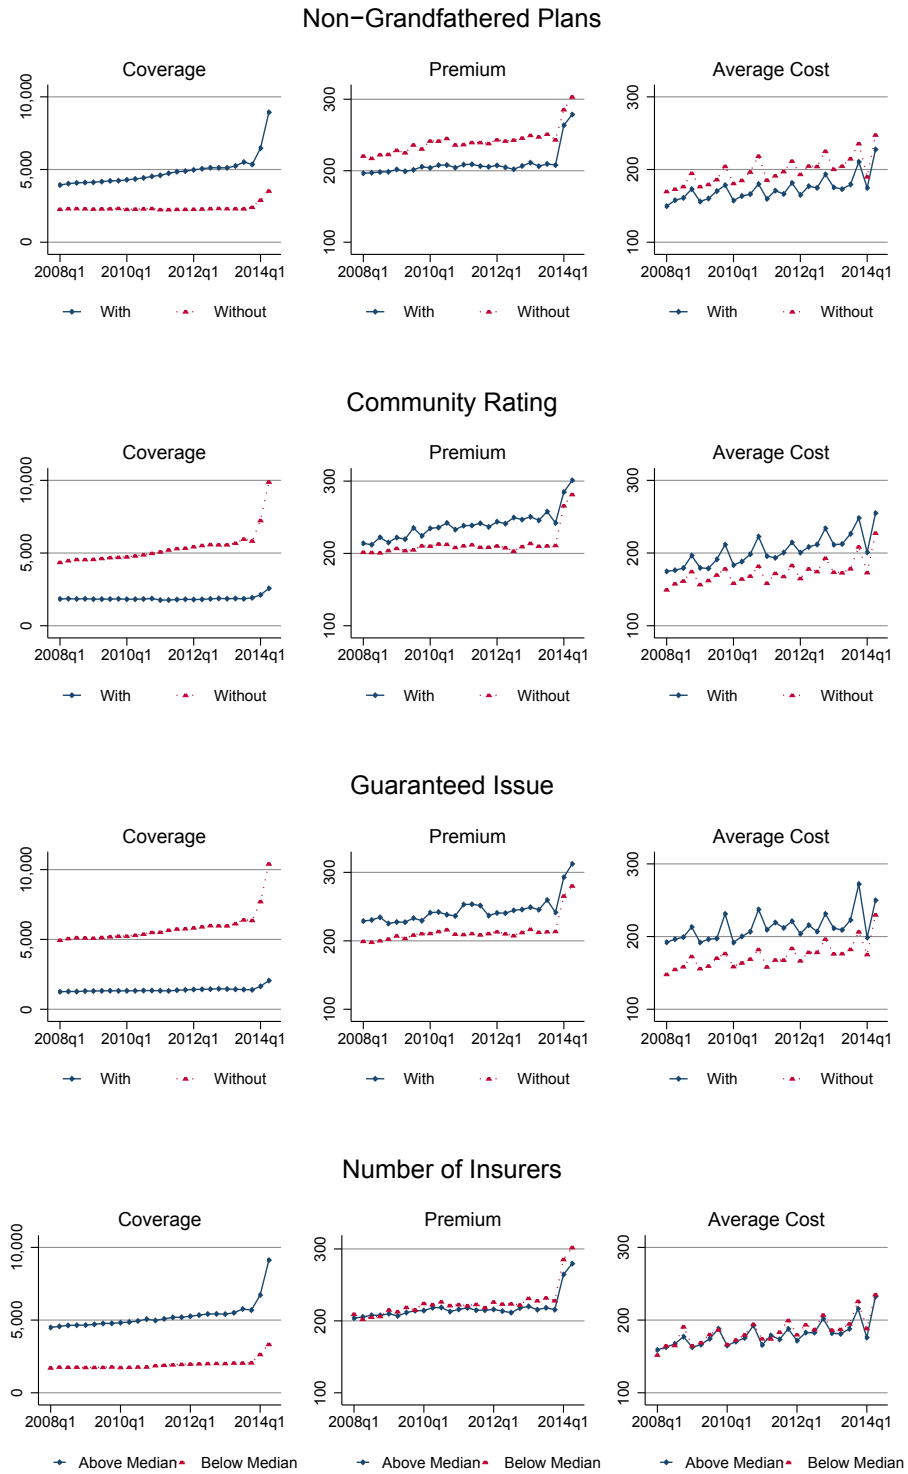 Non−Grandfathered Plans
Coverage Premium Average Cost
10,000 5,000 0
300 200 100
300 200 100
2008q1 2010q1 2012q1 2014q1 2008q1 2010q1 2012q1 2014q1 2008q1 2010q1 2012q1 2014q1
With Without With Without With Without
Community Rating
Coverage Premium Average Cost
10,000 5,000 0
300 200 100
300 200 100
2008q1 2010q1 2012q1 2014q1 2008q1 2010q1 2012q1 2014q1 2008q1 2010q1 2012q1 2014q1
With Without With Without With Without
Guaranteed Issue
Coverage Premium Average Cost
10,000 5,000 0
300 200 100
300 200 100
2008q1 2010q1 2012q1 2014q1 2008q1 2010q1 2012q1 2014q1 2008q1 2010q1 2012q1 2014q1
With Without With Without With Without
Number of Insurers
Coverage Premium Average Cost
10,000 5,000 0
300 200 100
300 200 100
2008q1 2010q1 2012q1 2014q1 2008q1 2010q1 2012q1 2014q1 2008q1 2010q1 2012q1 2014q1
Above Median Below Median Above Median Below Median Above Median Below Median